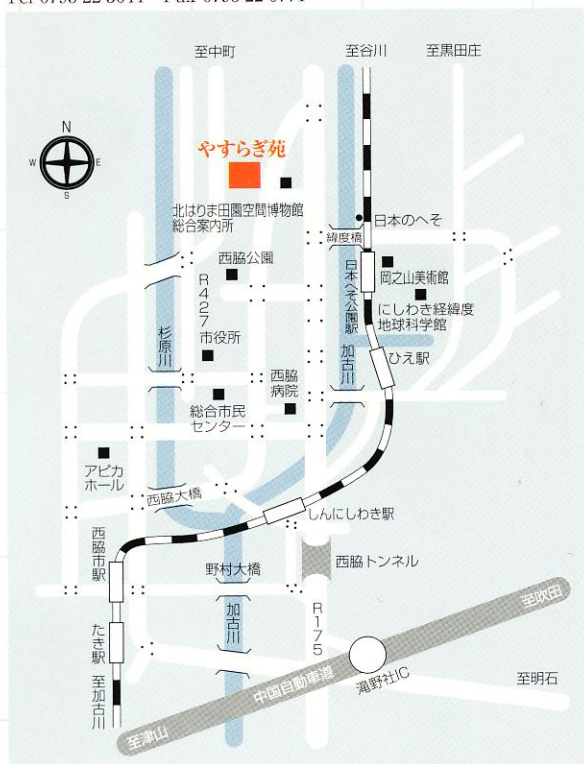 至中町
至谷川
至黒田庄
N
W
E
S
やすらぎ苑
北はりま田園空間博物館
総合案内所
日本のへそ
緯度橋
西脇公園
R427
日本へそ公園駅
岡之山美術館
にしわき経緯度
地球科学館
杉原川
市役所
加古川
ひえ駅
西脇
病院
総合市民
センター
アピカ
ホール
西脇大橋
しんにしわき駅
西脇市駅
野村大橋
西脇トンネル
加古川
R175
至吹田
たき駅
至加古川
中国自動車道
滝野社IC
至明石
至津山